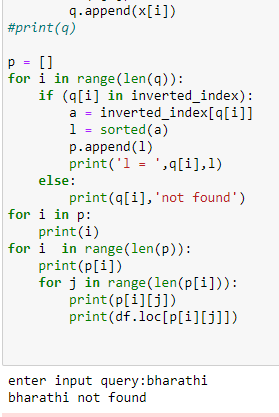 q.append(x[i])
#print(q)
p = []
for i in range(len(q)):
    if (q[i] in inverted_index):
        a = inverted_index[q[i]]
        l = sorted(a)
        p.append(l)
        print('l = ',q[i],l)
    else:
        print(q[i],'not found')
for i in p:
    print(i)
for i  in range(len(p)):
    print(p[i])
    for j in range(len(p[i])):
        print(p[i][j])
        print(df.loc[p[i][j]])
enter input query:bharathi
bharathi not found